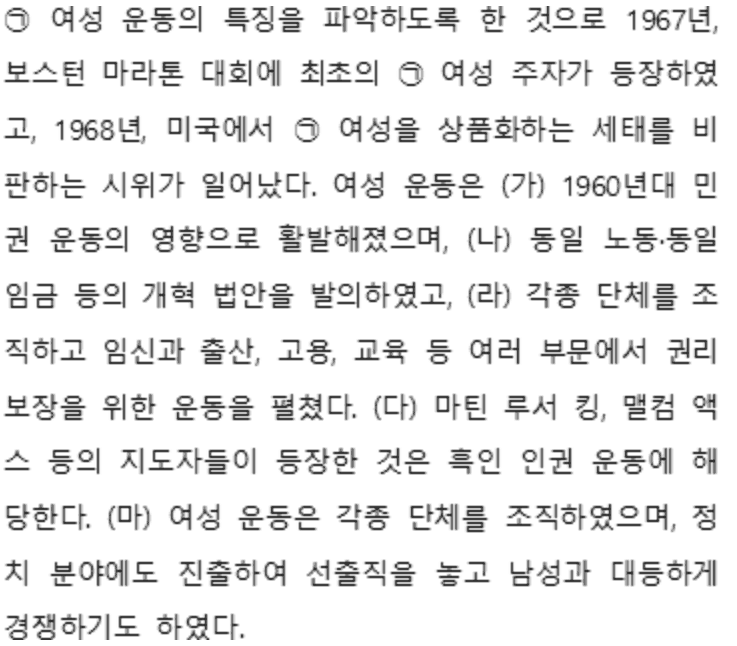 ㉠ 여성 운동의 특징을 파악하도록 한 것으로 1967년,
보스턴 마라톤 대회에 최초의 ㉠ 여성 주자가 등장하였
고, 1968년, 미국에서 ㉠ 여성을 상품화하는 세태를 비
판하는 시위가 일어났다. 여성 운동은 (가) 1960년대 민
권 운동의 영향으로 활발해졌으며, (나) 동일 노동·동일
임금 등의 개혁 법안을 발의하였고, (라) 각종 단체를 조
직하고 임신과 출산, 고용, 교육 등 여러 부문에서 권리
보장을 위한 운동을 펼쳤다. (다) 마틴 루서 킹, 맬컴 액
스 등의 지도자들이 등장한 것은 흑인 인권 운동에 해
당한다. (마) 여성 운동은 각종 단체를 조직하였으며, 정
치 분야에도 진출하여 선출직을 놓고 남성과 대등하게
경쟁하기도 하였다.